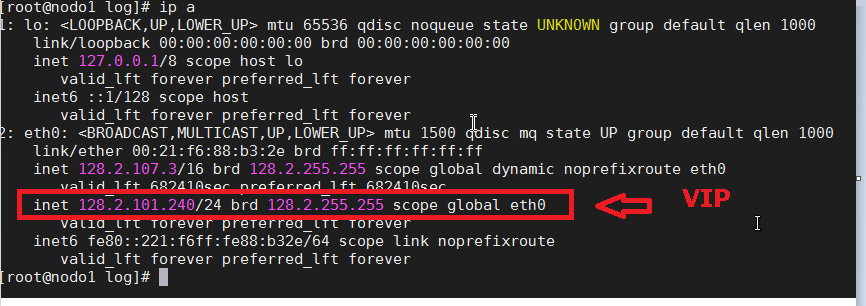 [root@nodo1 log]# ip a
1: lo: <LOOPBACK,UP,LOWER_UP> mtu 65536 qdisc noqueue state UNKNOWN group default qlen 1000
link/loopback 00:00:00:00:00:00 brd 00:00:00:00:00:00
inet 127.0.0.1/8 scope host lo
valid_lft forever preferred_lft forever
inet6 ::1/128 scope host
valid_lft forever preferred_lft forever
2: eth0: <BROADCAST,MULTICAST,UP,LOWER_UP> mtu 1500 qdisc mq state UP group default qlen 1000
link/ether 00:21:f6:88:b3:2e brd ff:ff:ff:ff:ff:ff
inet 128.2.107.3/16 brd 128.2.255.255 scope global dynamic noprefixroute eth0
valid_lft 682410sec preferred_lft 682410sec
inet 128.2.101.240/24 brd 128.2.255.255 scope global eth0
VIP
valid_lft forever preferred_lft forever
inet6 fe80::221:f6ff:fe88:b32e/64 scope link noprefixroute
valid_lft forever preferred_lft forever
[root@nodo1 log]#